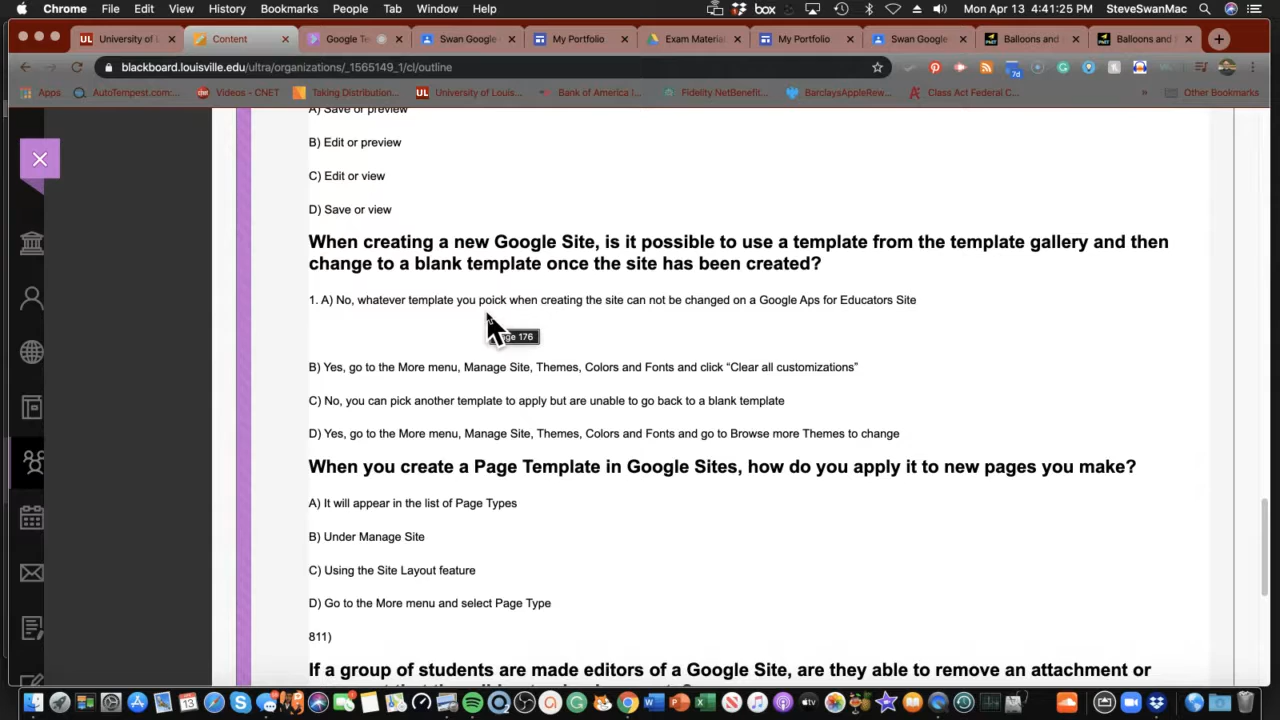 Chrome File Edit View History Bookmarks People Tab Window Help box Mon Apr 13 4:41:25 PM SteveSwanMac
University of L Content Google Te Swan Google My Portfolio Exam Material My Portfolio Swan Google Balloons and Balloons and
blackboard.louisville.edu/ultra/organizations/_1565149_1/cl/outline
7d
Apps AutoTempest.com:... Videos - CNET Taking Distribution... University of Louis... Bank of America I... Fidelity NetBenefit... BarclaysAppleRew... Class Act Federal C... » Other Bookmarks
A) Save or preview
B) Edit or preview
C) Edit or view
D) Save or view
When creating a new Google Site, is it possible to use a template from the template gallery and then
change to a blank template once the site has been created?
1. A) No, whatever template you poick when creating the site can not be changed on a Google Aps for Educators Site
176
B) Yes, go to the More menu, Manage Site, Themes, Colors and Fonts and click “Clear all customizations”
C) No, you can pick another template to apply but are unable to go back to a blank template
D) Yes, go to the More menu, Manage Site, Themes, Colors and Fonts and go to Browse more Themes to change
When you create a Page Template in Google Sites, how do you apply it to new pages you make?
A) It will appear in the list of Page Types
B) Under Manage Site
C) Using the Site Layout feature
D) Go to the More menu and select Page Type
811)
If a group of students are made editors of a Google Site, are they able to remove an attachment or